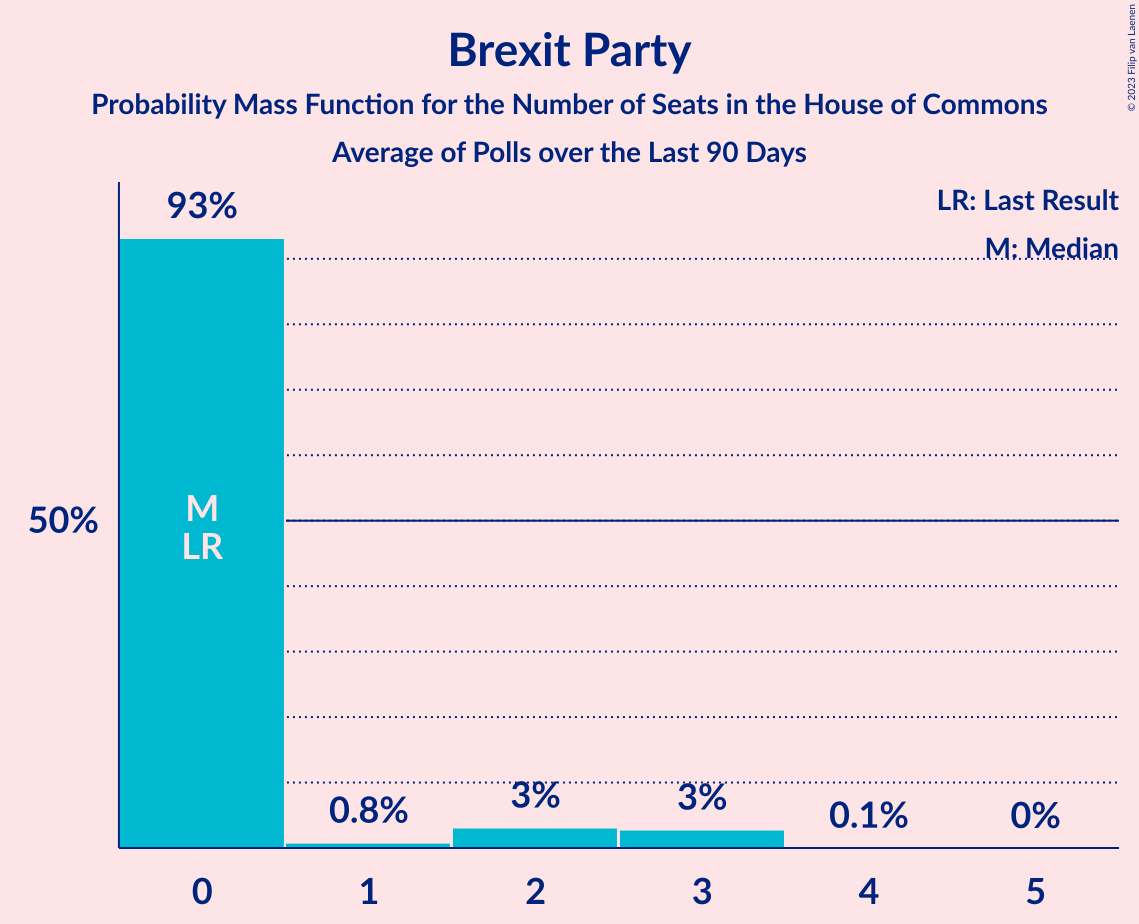 Brexit Party
Probability Mass Function for the Number of Seats in the House of Commons
Average of Polls over the Last 90 Days
© 2023 Filip van Laenen
LR: Last Result
M: Median
93%
50%
M
LR
0.8%
3%
3%
0.1%
0%
0
1
2
3
4
5